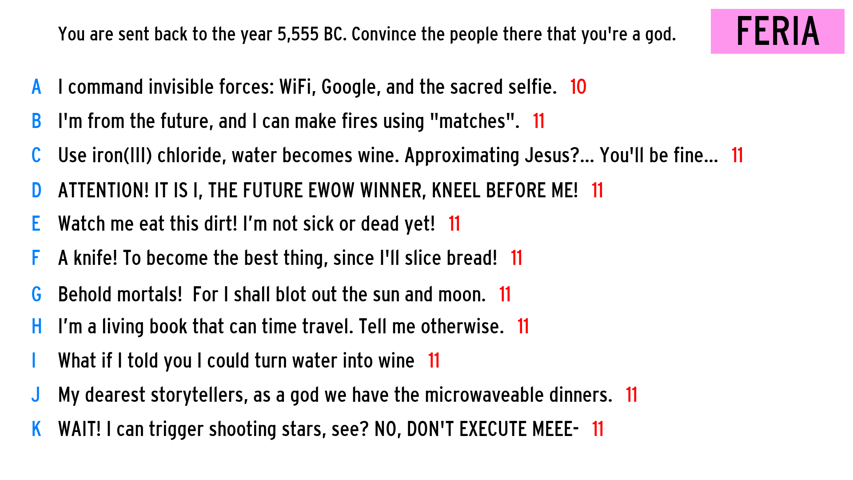 You are sent back to the year 5,555 BC. Convince the people there that you're a god.
FERIA
A I command invisible forces: WiFi, Google, and the sacred selfie. 10
B I'm from the future, and I can make fires using "matches". 11
C Use iron(III) chloride, water becomes wine. Approximating Jesus?... You'll be fine... 11
D ATTENTION! IT IS I, THE FUTURE EWOW WINNER, KNEEL BEFORE ME! 11
E Watch me eat this dirt! I’m not sick or dead yet! 11
F A knife! To become the best thing, since I'll slice bread! 11
G Behold mortals!  For I shall blot out the sun and moon. 11
H I’m a living book that can time travel. Tell me otherwise. 11
I What if I told you I could turn water into wine 11
J My dearest storytellers, as a god we have the microwaveable dinners. 11
K WAIT! I can trigger shooting stars, see? NO, DON'T EXECUTE MEEE- 11